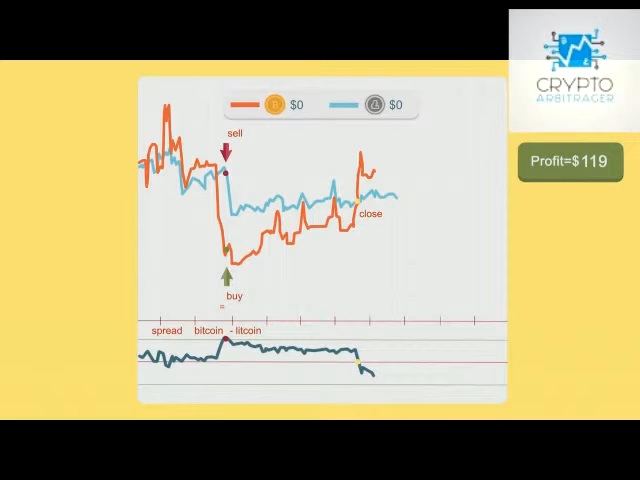 CRYPTO
ARBITRAGER
$0
$0
sell
Profit=$119
close
buy
=
spread bitcoin - litcoin